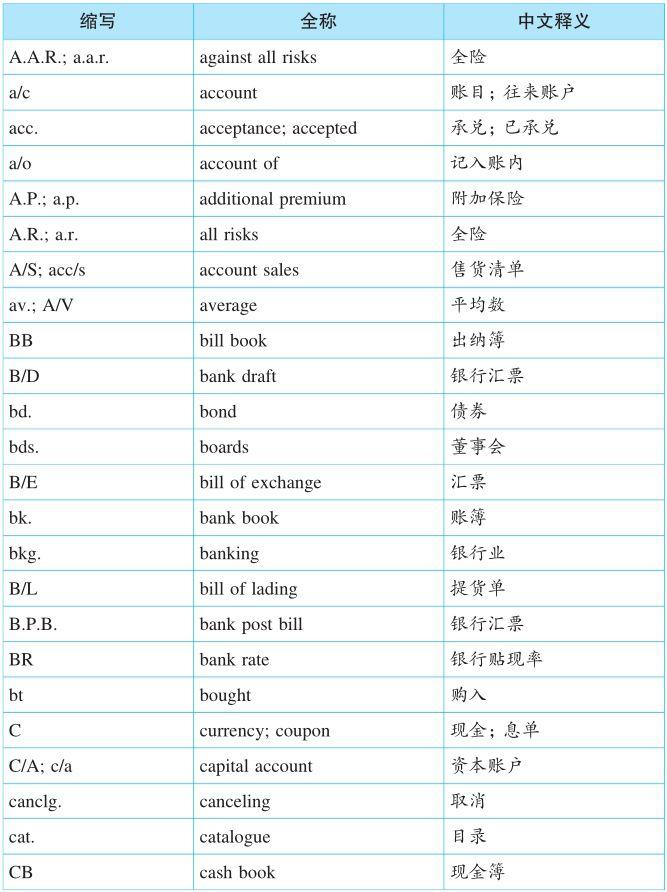 缩写 全称 中文释义
A.A.R.; a.a.r. against all risks 全险
a/c account 账目；往来账户
acc. acceptance; accepted 承兑；已承兑
a/o account of 记入账内
A.P.; a.p. additional premium 附加保险
A.R.; a.r. all risks 全险
A/S; acc/s account sales 售货清单
av.; A/V average 平均数
BB bill book 出纳簿
B/D bank draft 银行汇票
bd. bond 债券
bds. boards 董事会
B/E bill of exchange 汇票
bk. bank book 账簿
bkg. banking 银行业
B/L bill of lading 提货单
B.P.B. bank post bill 银行汇票
BR bank rate 银行贴现率
bt bought 购入
C currency; coupon 现金；息单
C/A; c/a capital account 资本账户
canclg. canceling 取消
cat. catalogue 目录
CB cash book 现金簿